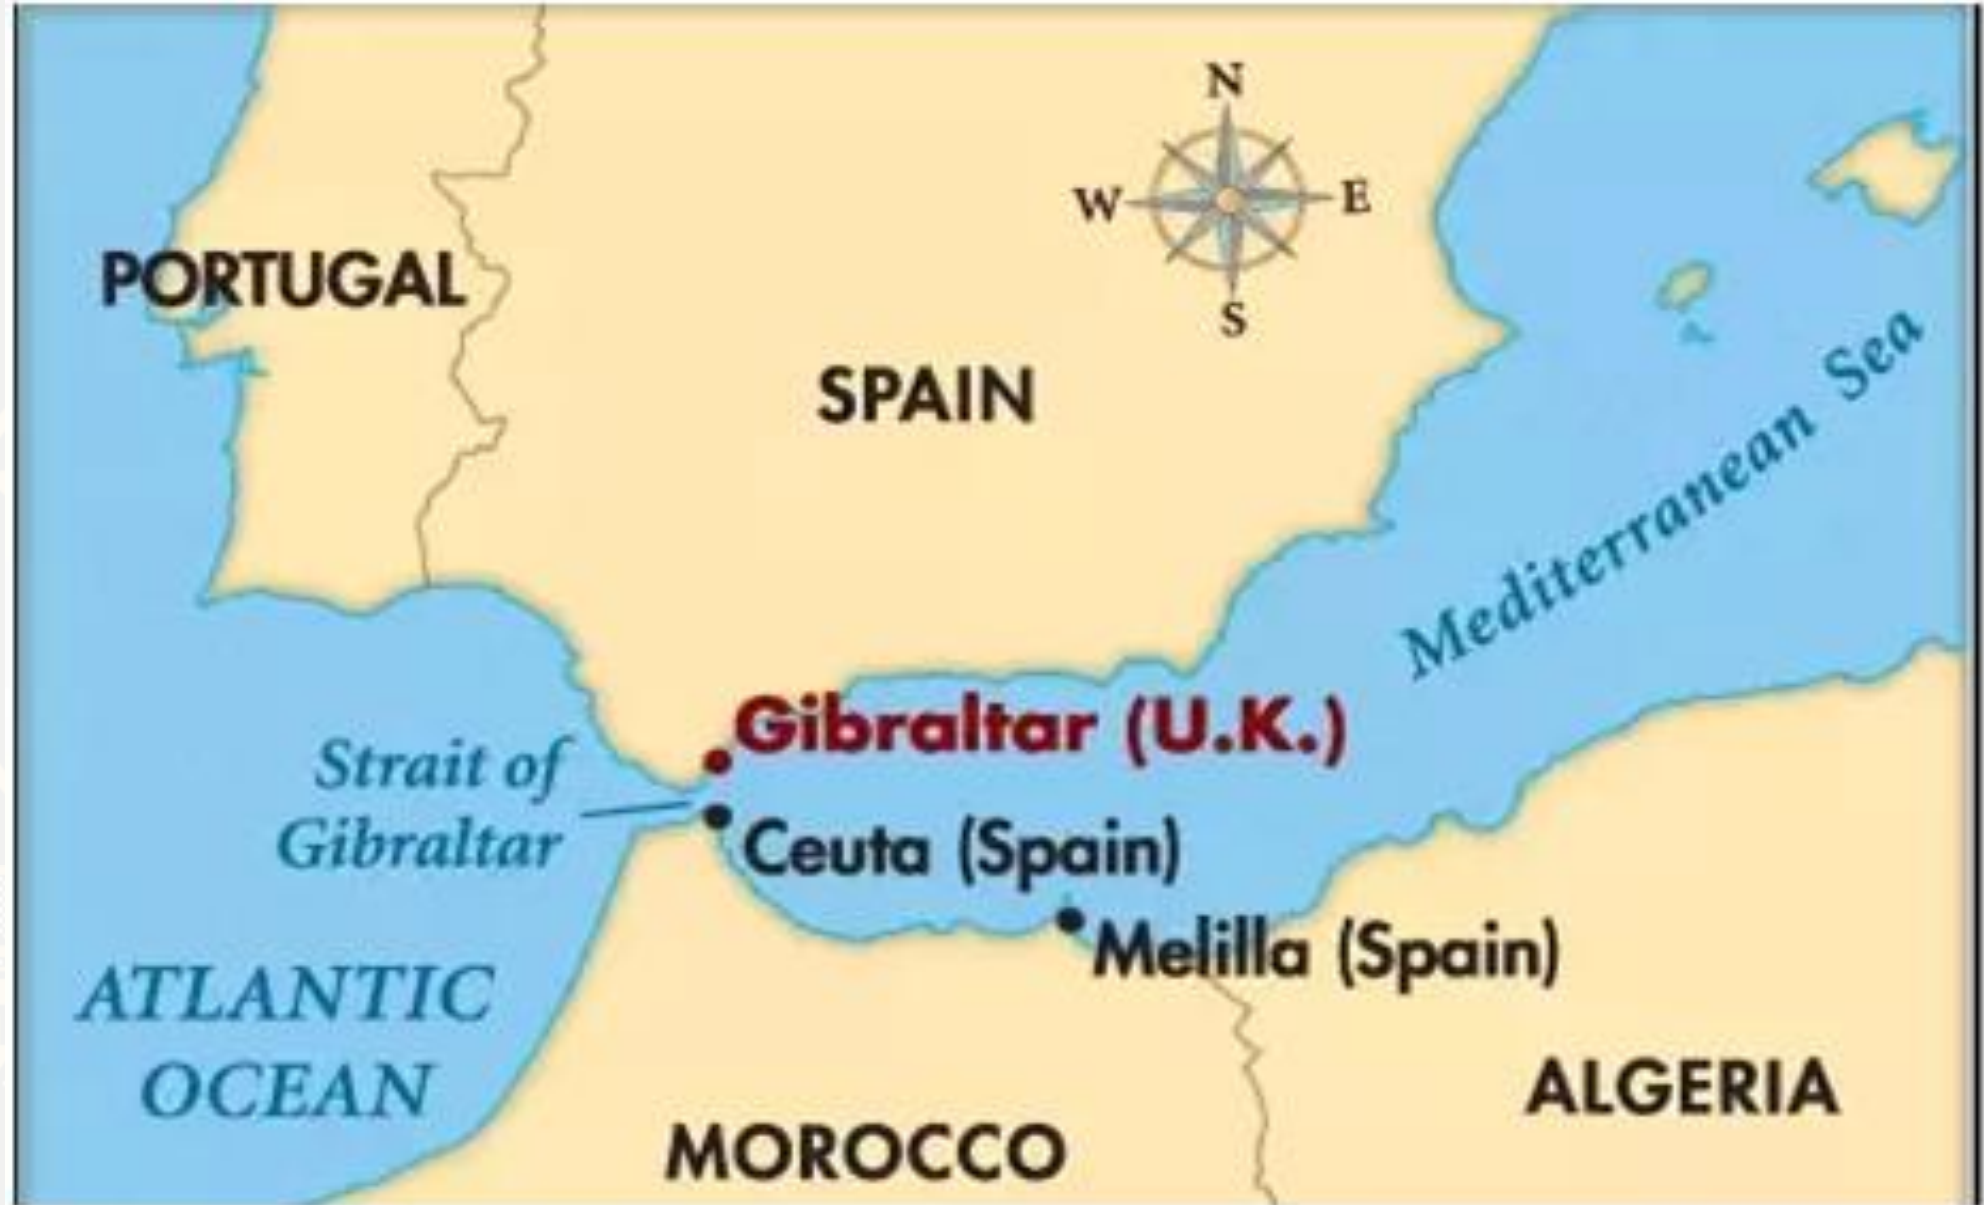 N
W
E
S
PORTUGAL
SPAIN
Mediterranean Sea
Gibraltar (U.K.)
Strait of
Gibraltar
Ceuta (Spain)
Melilla (Spain)
ATLANTIC
OCEAN
ALGERIA
MOROCCO